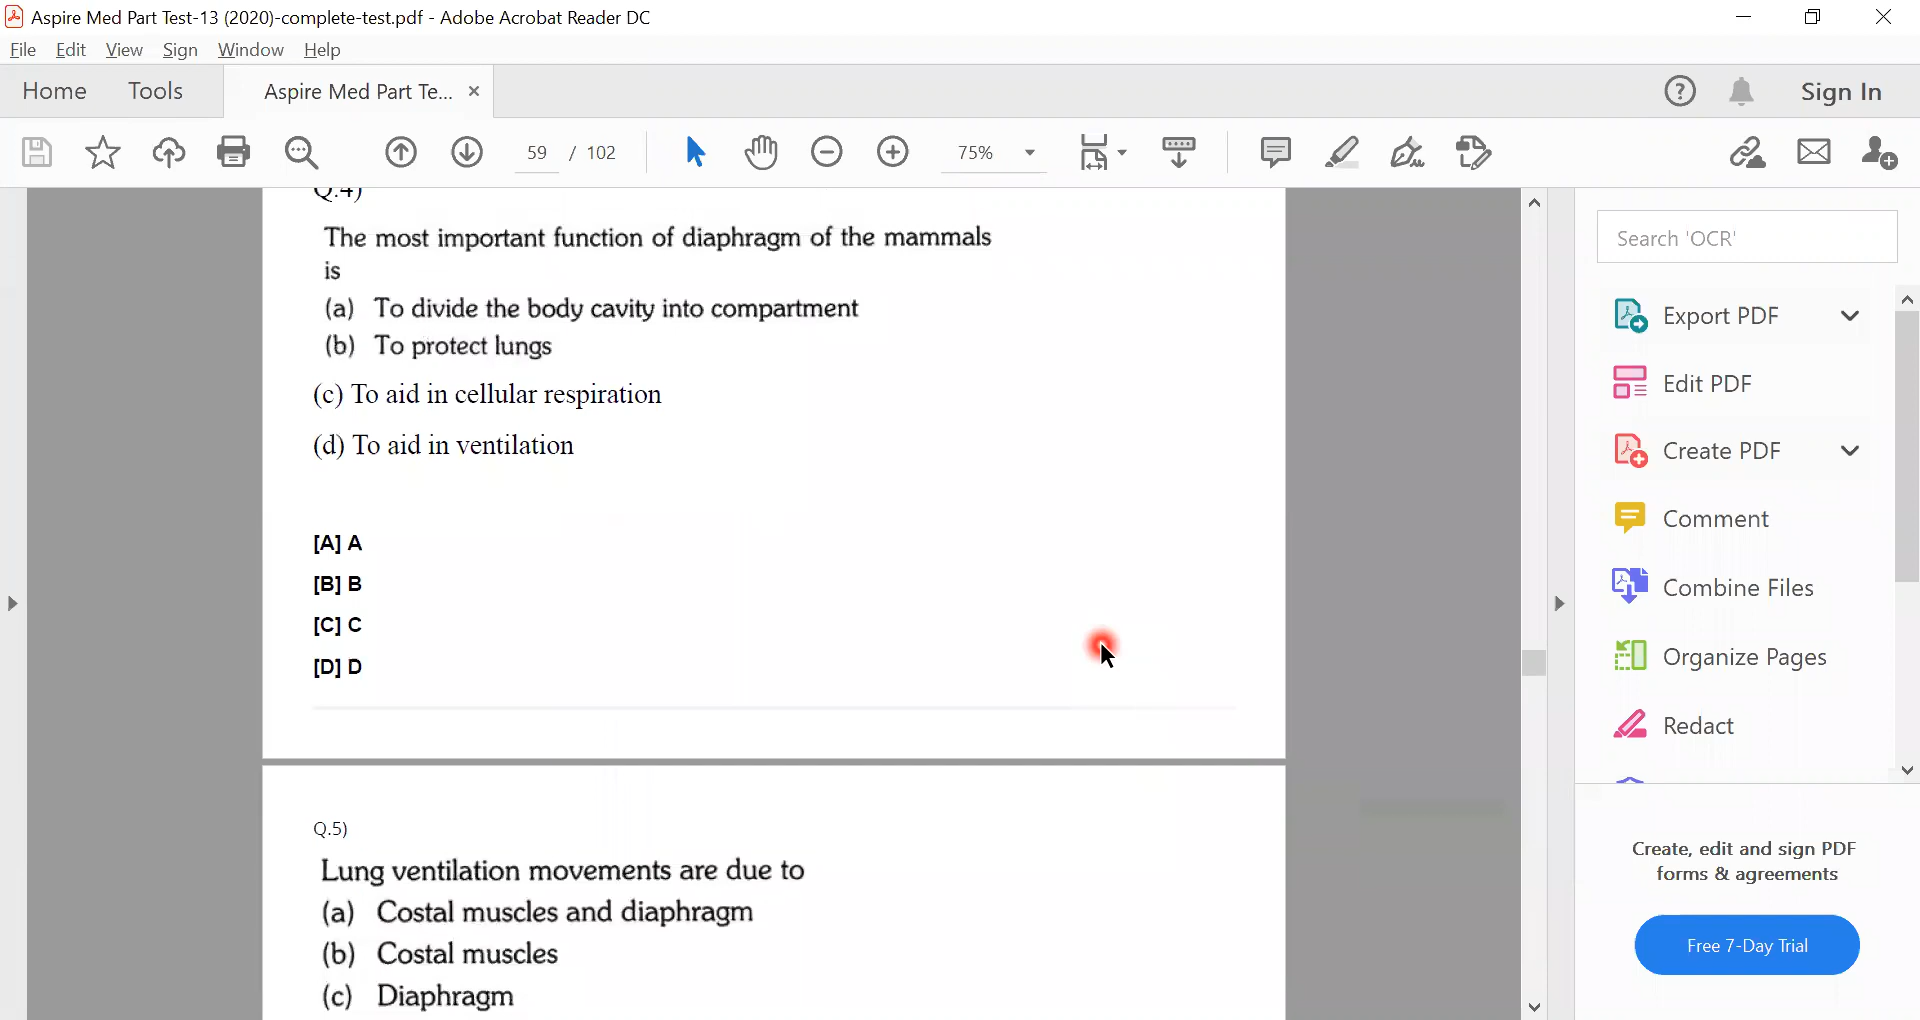 Aspire Med Part Test-13 (2020)-complete-test.pdf - Adobe Acrobat Reader DC
File Edit View Sign Window Help
Home Tools Aspire Med Part Te... × Sign In
59 / 102 75%
Q.4)
The most important function of diaphragm of the mammals
is
(a) To divide the body cavity into compartment
(b) To protect lungs
(c) To aid in cellular respiration
(d) To aid in ventilation
[A] A
[B] B
[C] C
[D] D
Q.5)
Lung ventilation movements are due to
(a) Costal muscles and diaphragm
(b) Costal muscles
(c) Diaphragm
Search 'OCR'
Export PDF
Edit PDF
Create PDF
Comment
Combine Files
Organize Pages
Redact
Create, edit and sign PDF
forms & agreements
Free 7-Day Trial